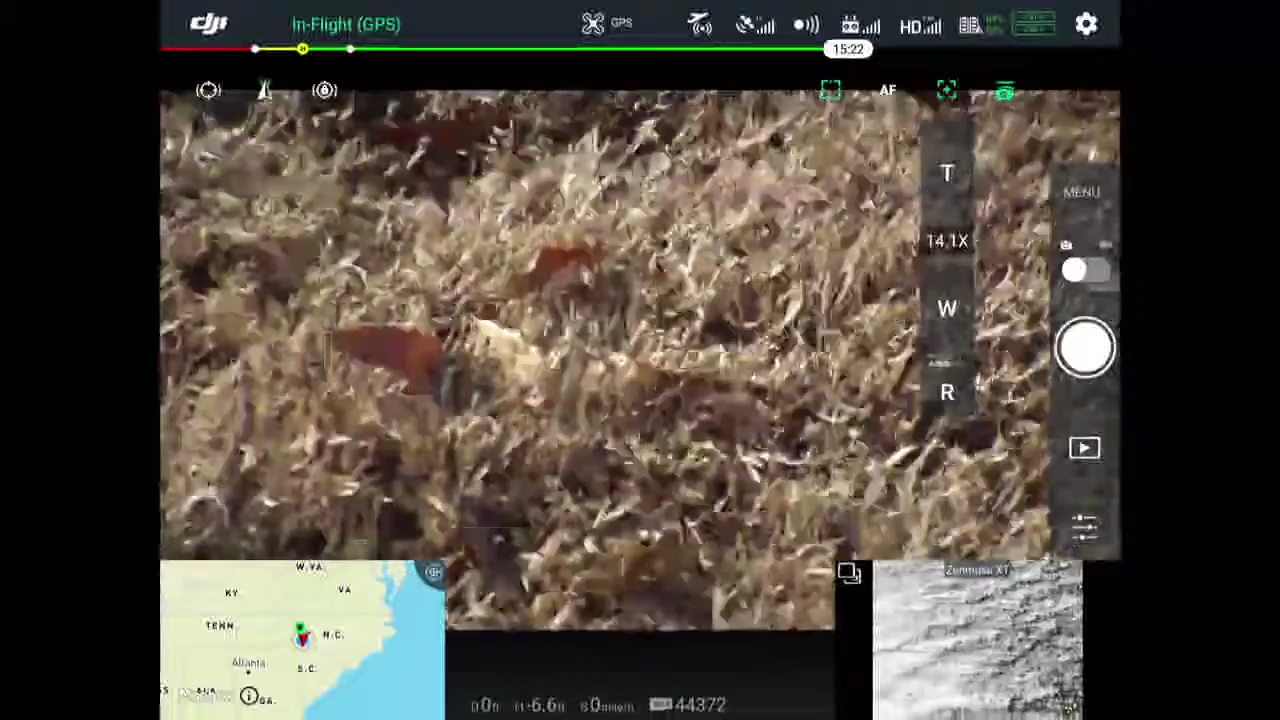 dji In-Flight (GPS) GPS HD
15:22
AF
T
MENU
T4.1X
W
R
W.VA.
KY VA
TENN. N.C.
Atlanta S.C.
GA.
Zenmuse XT
44372